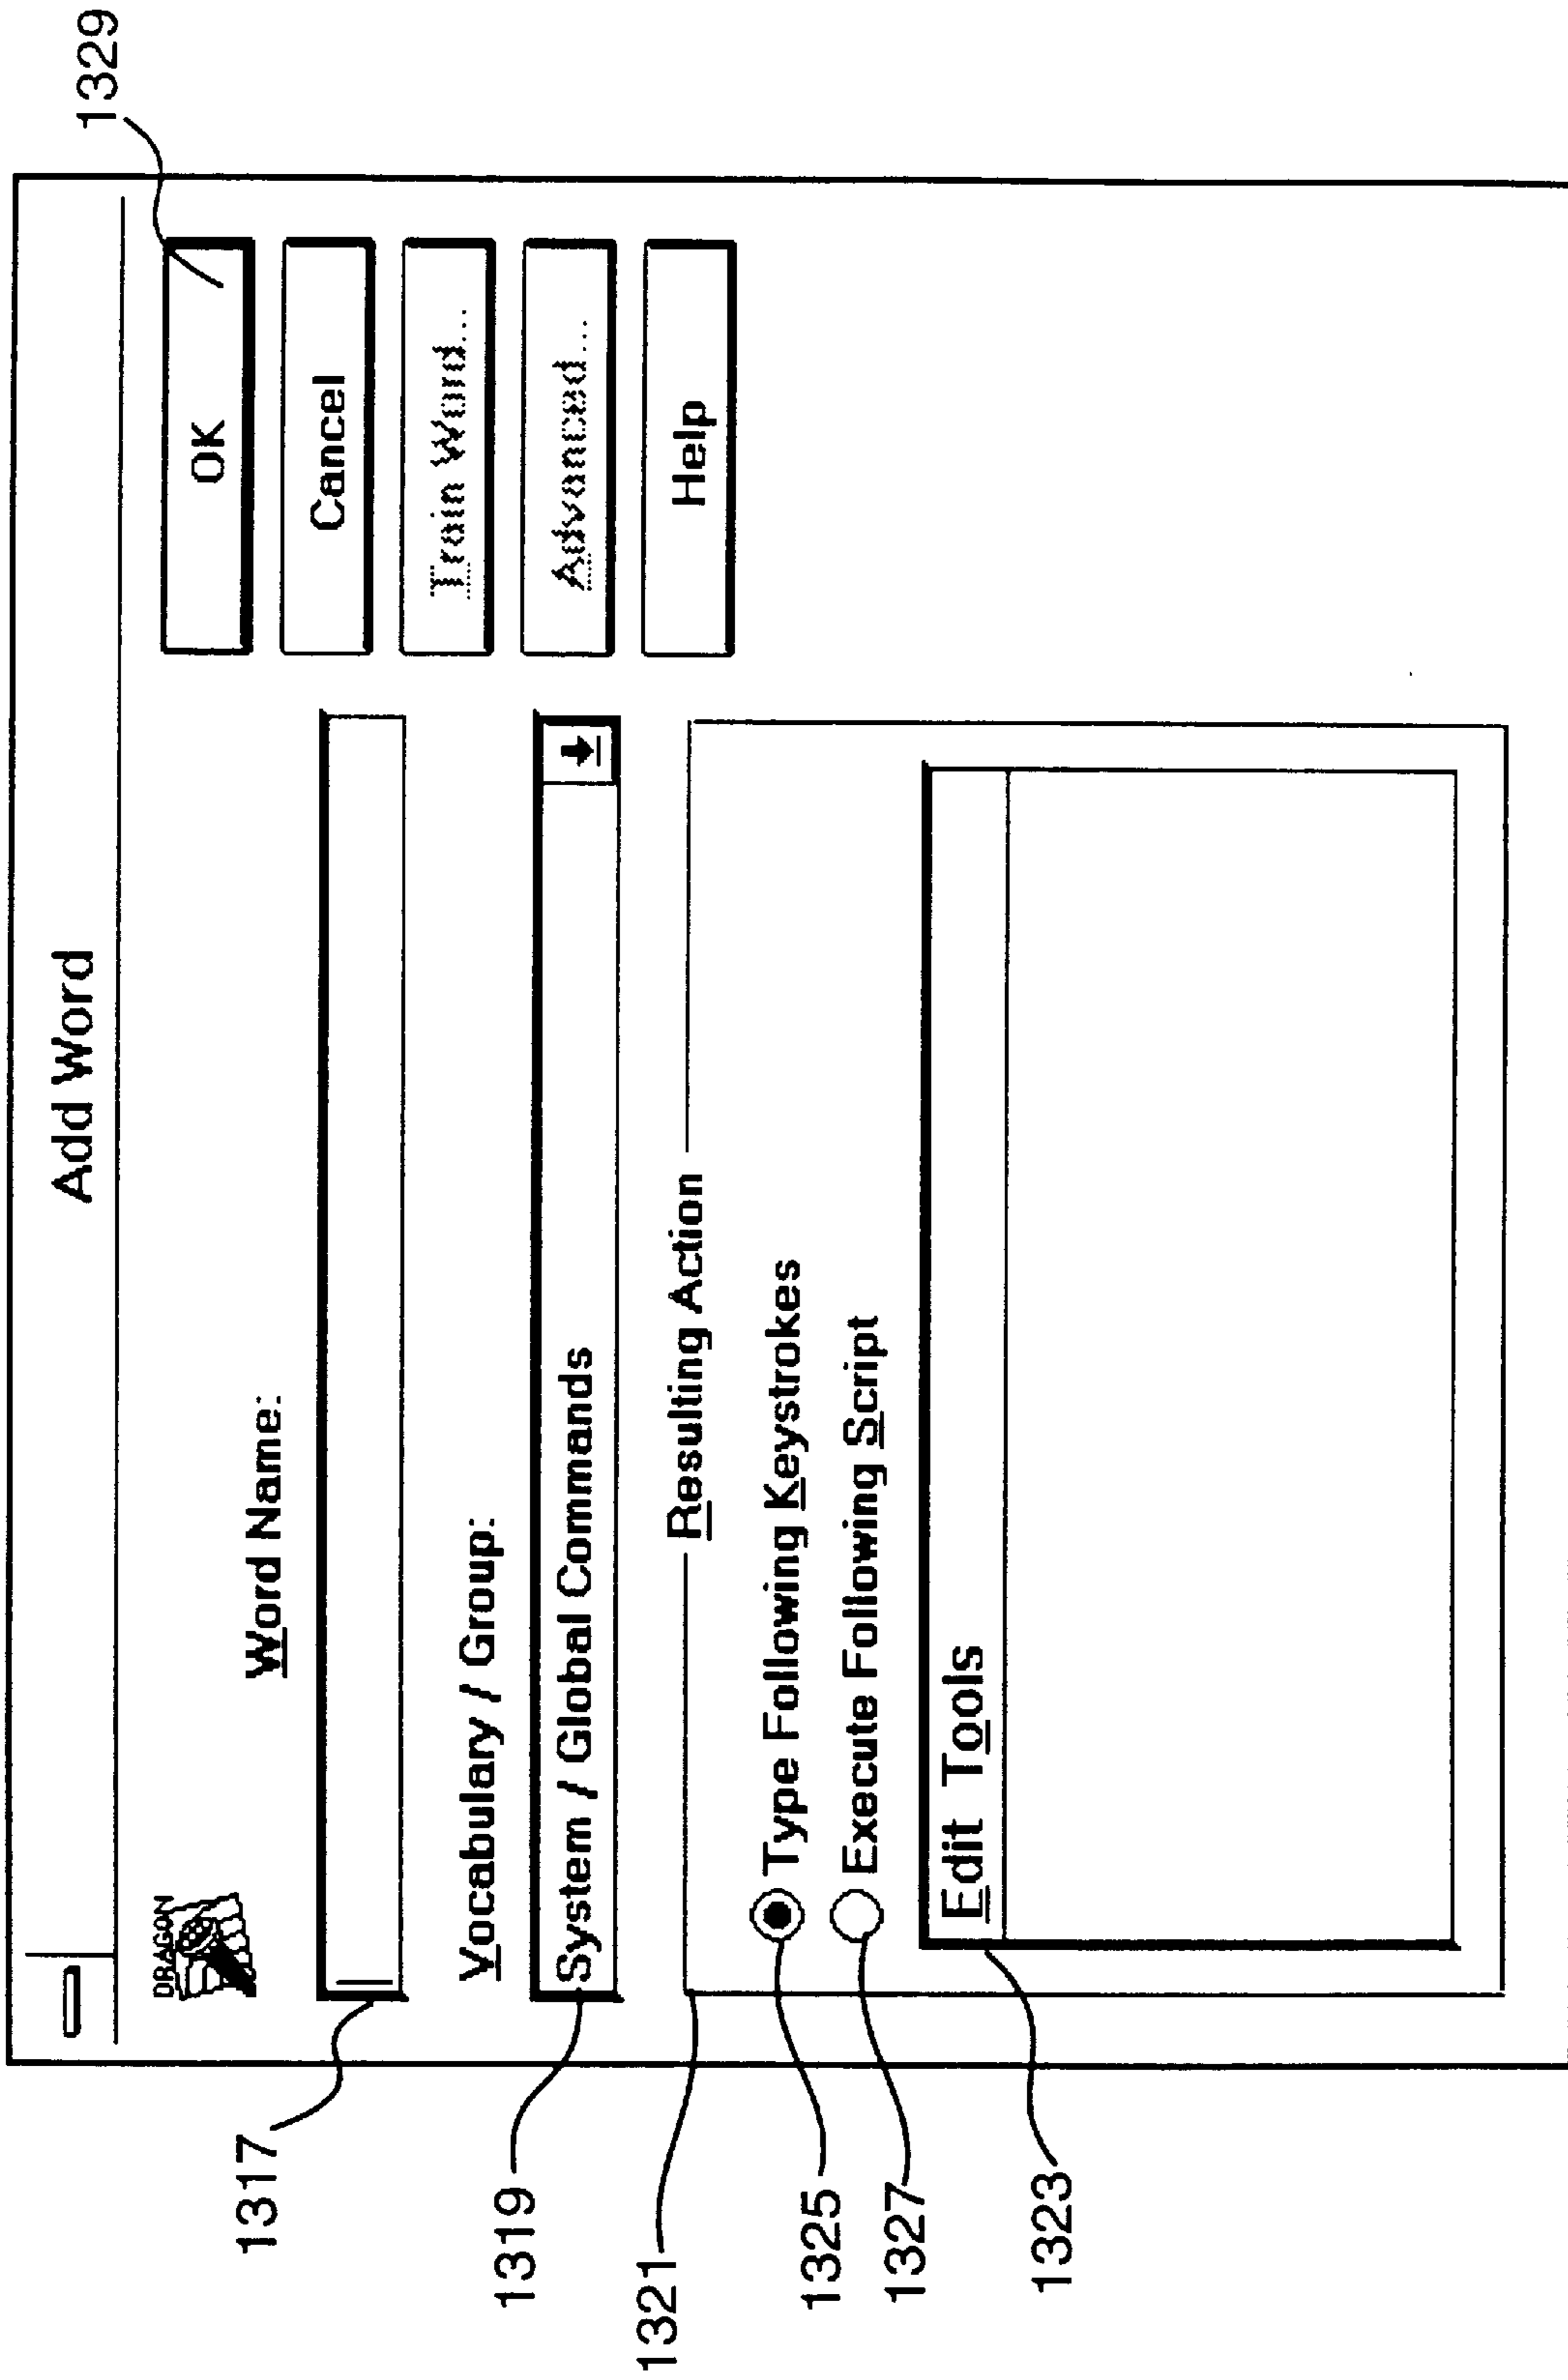 1329
Add Word
DRAGON
Word Name:
OK
Cancel
1317
Vocabulary / Group:
Train Word...
1319
System / Global Commands
Advanced...
1321
Resulting Action
Help
1325
Type Following Keystrokes
1327
Execute Following Script
1323
Edit Tools